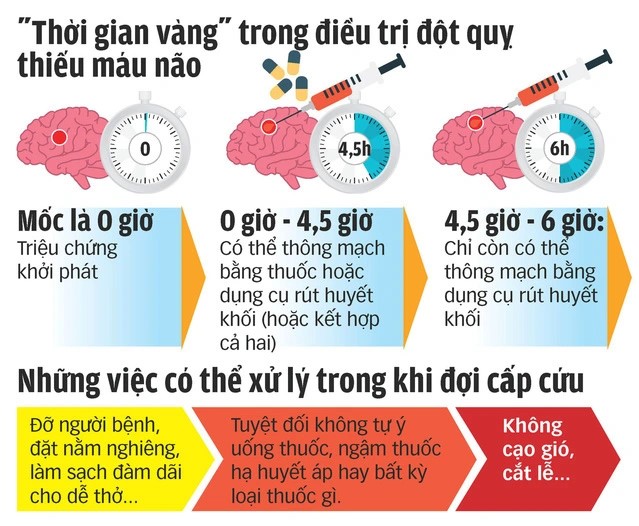 "Thời gian vàng" trong điều trị đột quỵ
thiếu máu não
0
4,5h
6h
Mốc là 0 giờ
Triệu chứng
khởi phát
0 giờ - 4,5 giờ
Có thể thông mạch
bằng thuốc hoặc
dụng cụ rút huyết
khối (hoặc kết hợp
cả hai)
4,5 giờ - 6 giờ:
Chỉ còn có thể
thông mạch bằng
dụng cụ rút huyết
khối
Những việc có thể xử lý trong khi đợi cấp cứu
Đỡ người bệnh,
đặt nằm nghiêng,
làm sạch đàm dãi
cho dễ thở...
Tuyệt đối không tự ý
uống thuốc, ngậm thuốc
hạ huyết áp hay bất kỳ
loại thuốc gì.
Không
cạo gió,
cắt lễ...